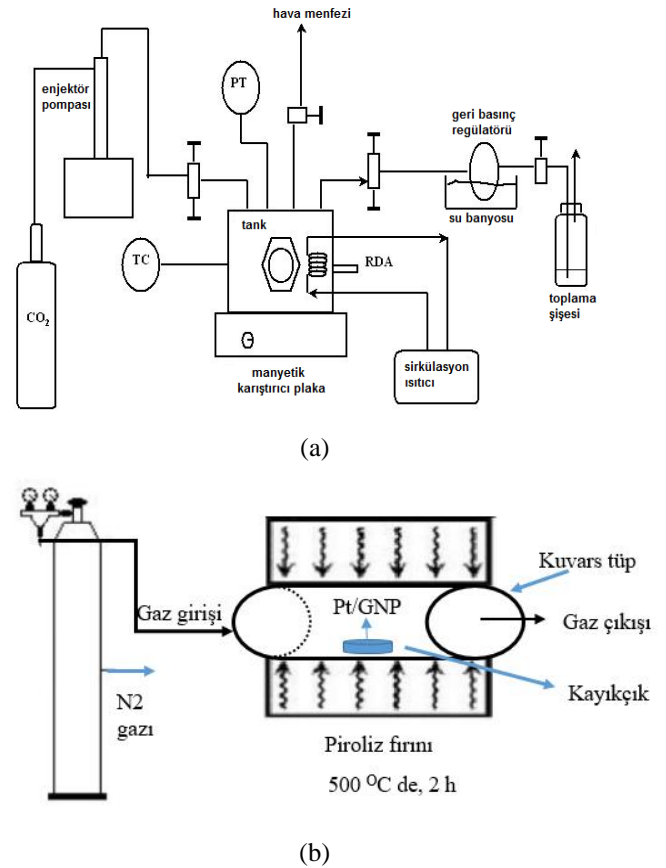 hava menfezi
enjektör
pompası
PT
geri basınç
regülatörü
tank
su banyosu
TC
RDA
CO2
toplama
şişesi
manyetik
karıştırıcı plaka
sirkülasyon
ısıtıcı
(a)
Kuvars tüp
Gaz girişi
Pt/GNP
Gaz çıkışı
N2
gazı
Kayıkçık
Piroliz fırını
500 ⁰C de, 2 h
(b)